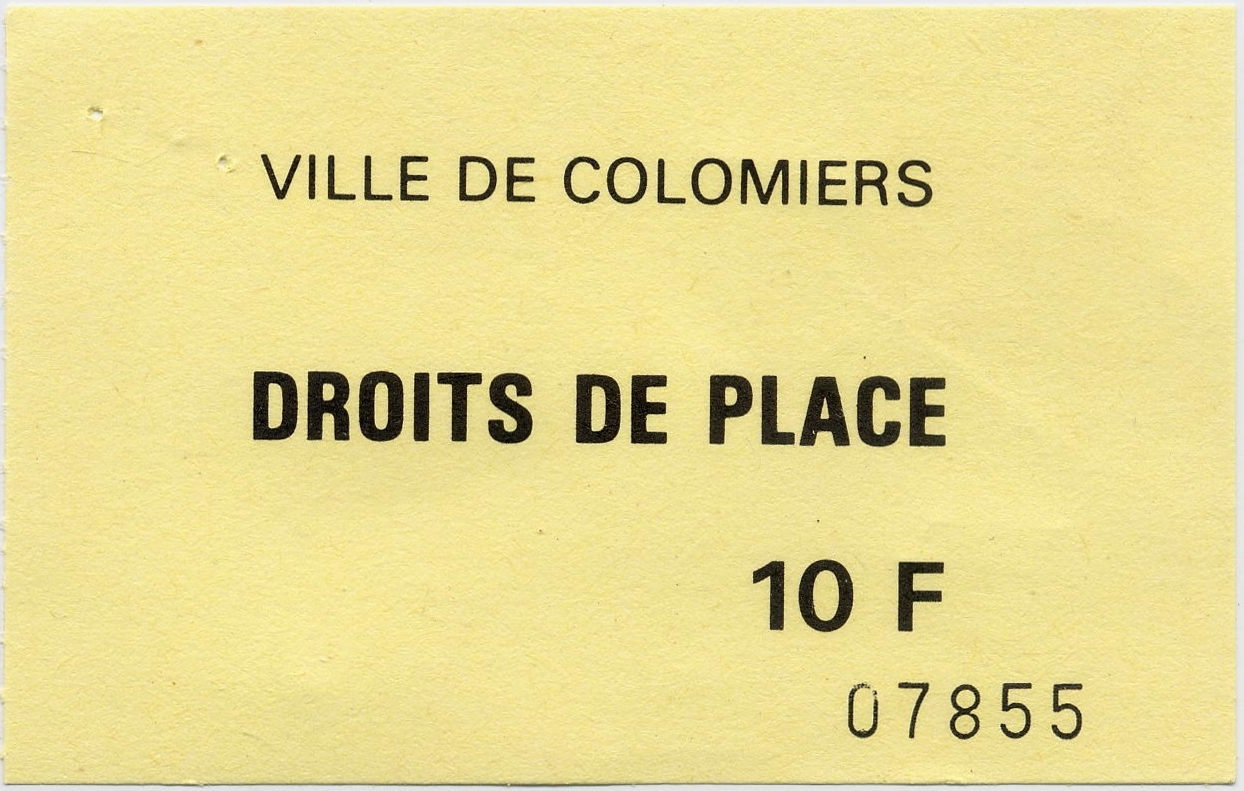 VILLE DE COLOMIERS
DROITS DE PLACE
10 F
07855